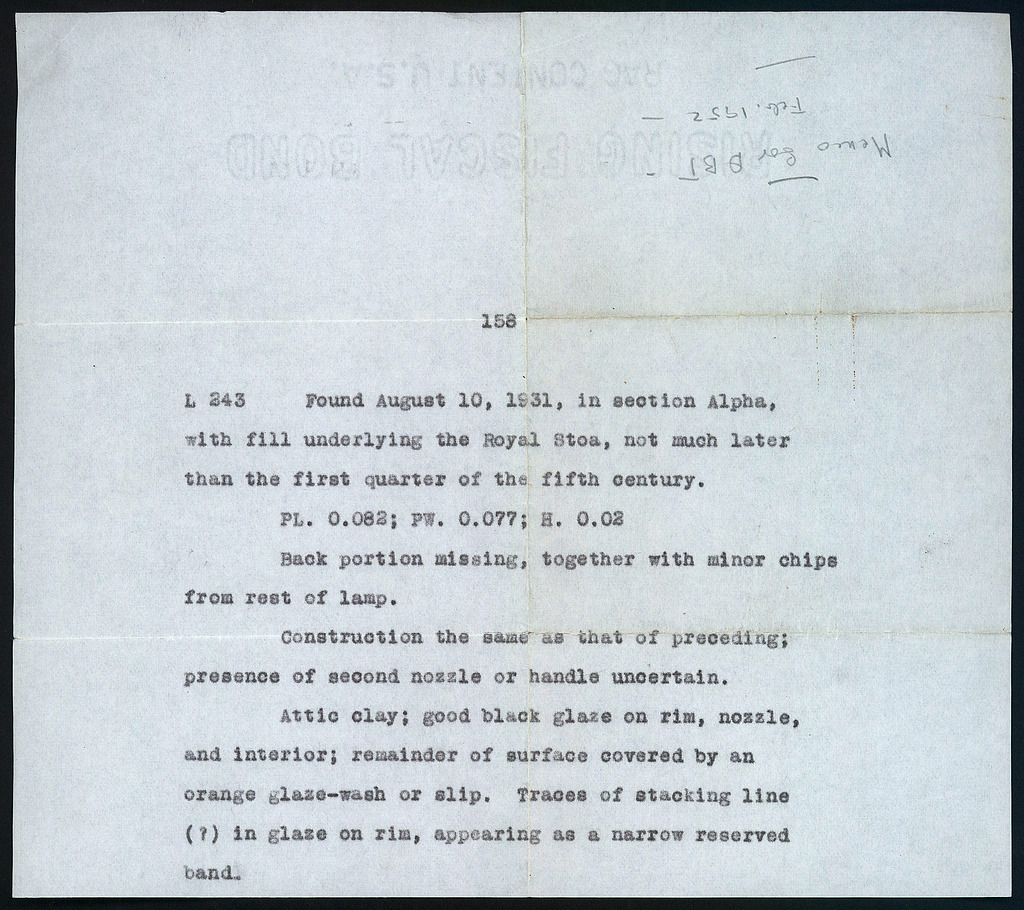 RAG CONTENT U.S.A.
RISING FISCAL BOND
Memo for DBT
Feb. 1952
158
L 243 Found August 10, 1931, in section Alpha,
with fill underlying the Royal Stoa, not much later
than the first quarter of the fifth century.
PL. 0.082; PW. 0.077; H. 0.02
Back portion missing, together with minor chips
from rest of lamp.
Construction the same as that of preceding;
presence of second nozzle or handle uncertain.
Attic clay; good black glaze on rim, nozzle,
and interior; remainder of surface covered by an
orange glaze-wash or slip. Traces of stacking line
(?) in glaze on rim, appearing as a narrow reserved
band.